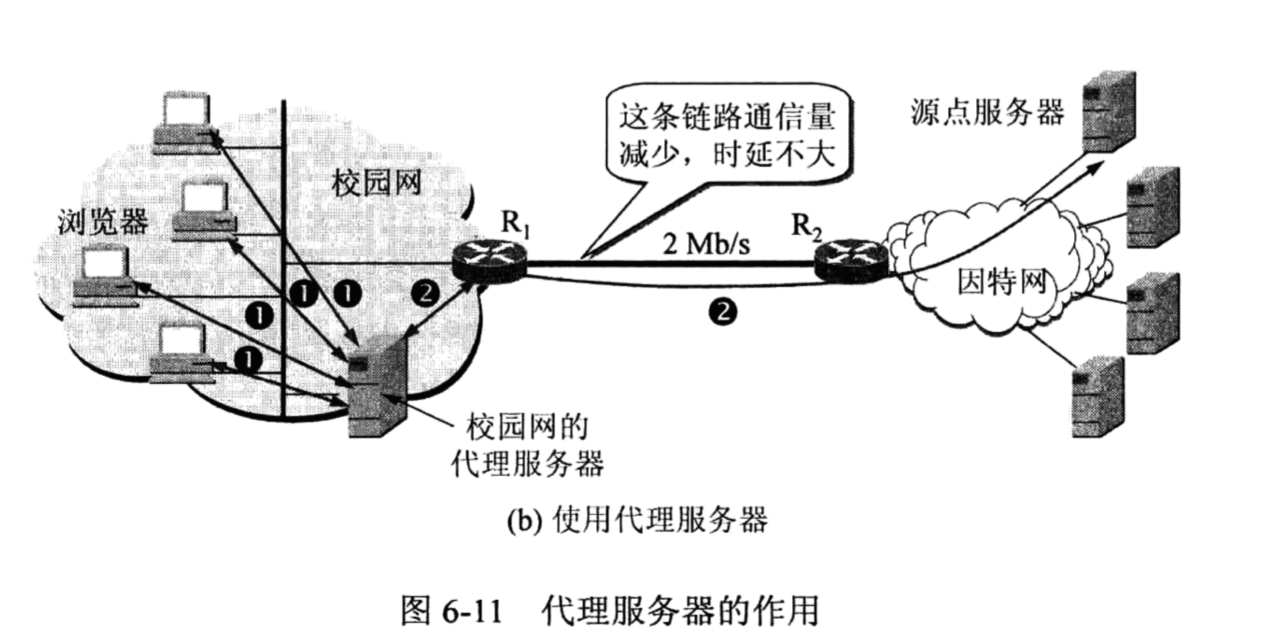 这条链路通信量
减少，时延不大
源点服务器
校园网
浏览器
R1
2 Mb/s
R2
因特网
❶
❶
❷
❶
❷
❶
校园网的
代理服务器
(b) 使用代理服务器
图 6-11 代理服务器的作用